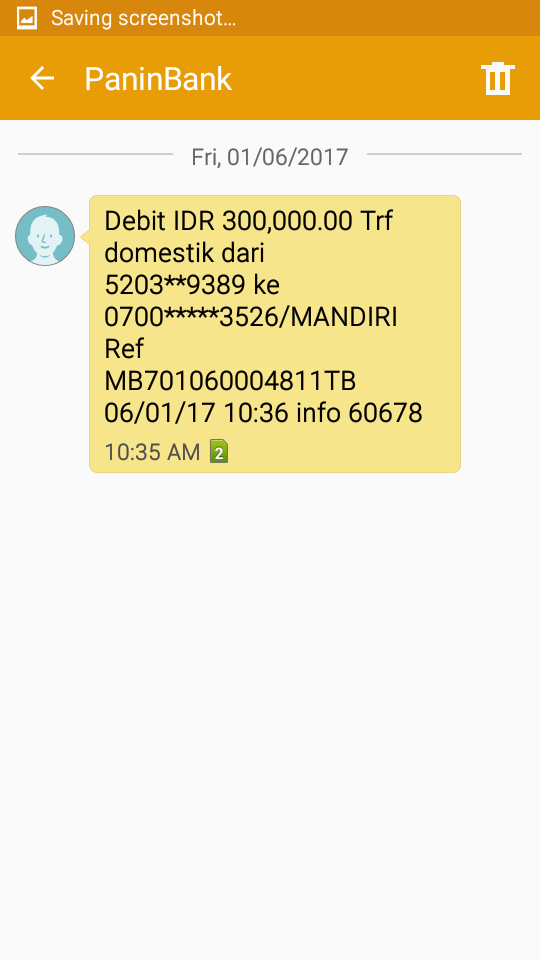 Saving screenshot...
PaninBank
Fri, 01/06/2017
Debit IDR 300,000.00 Trf
domestik dari
5203**9389 ke
0700*****3526/MANDIRI
Ref
MB701060004811TB
06/01/17 10:36 info 60678
10:35 AM 2